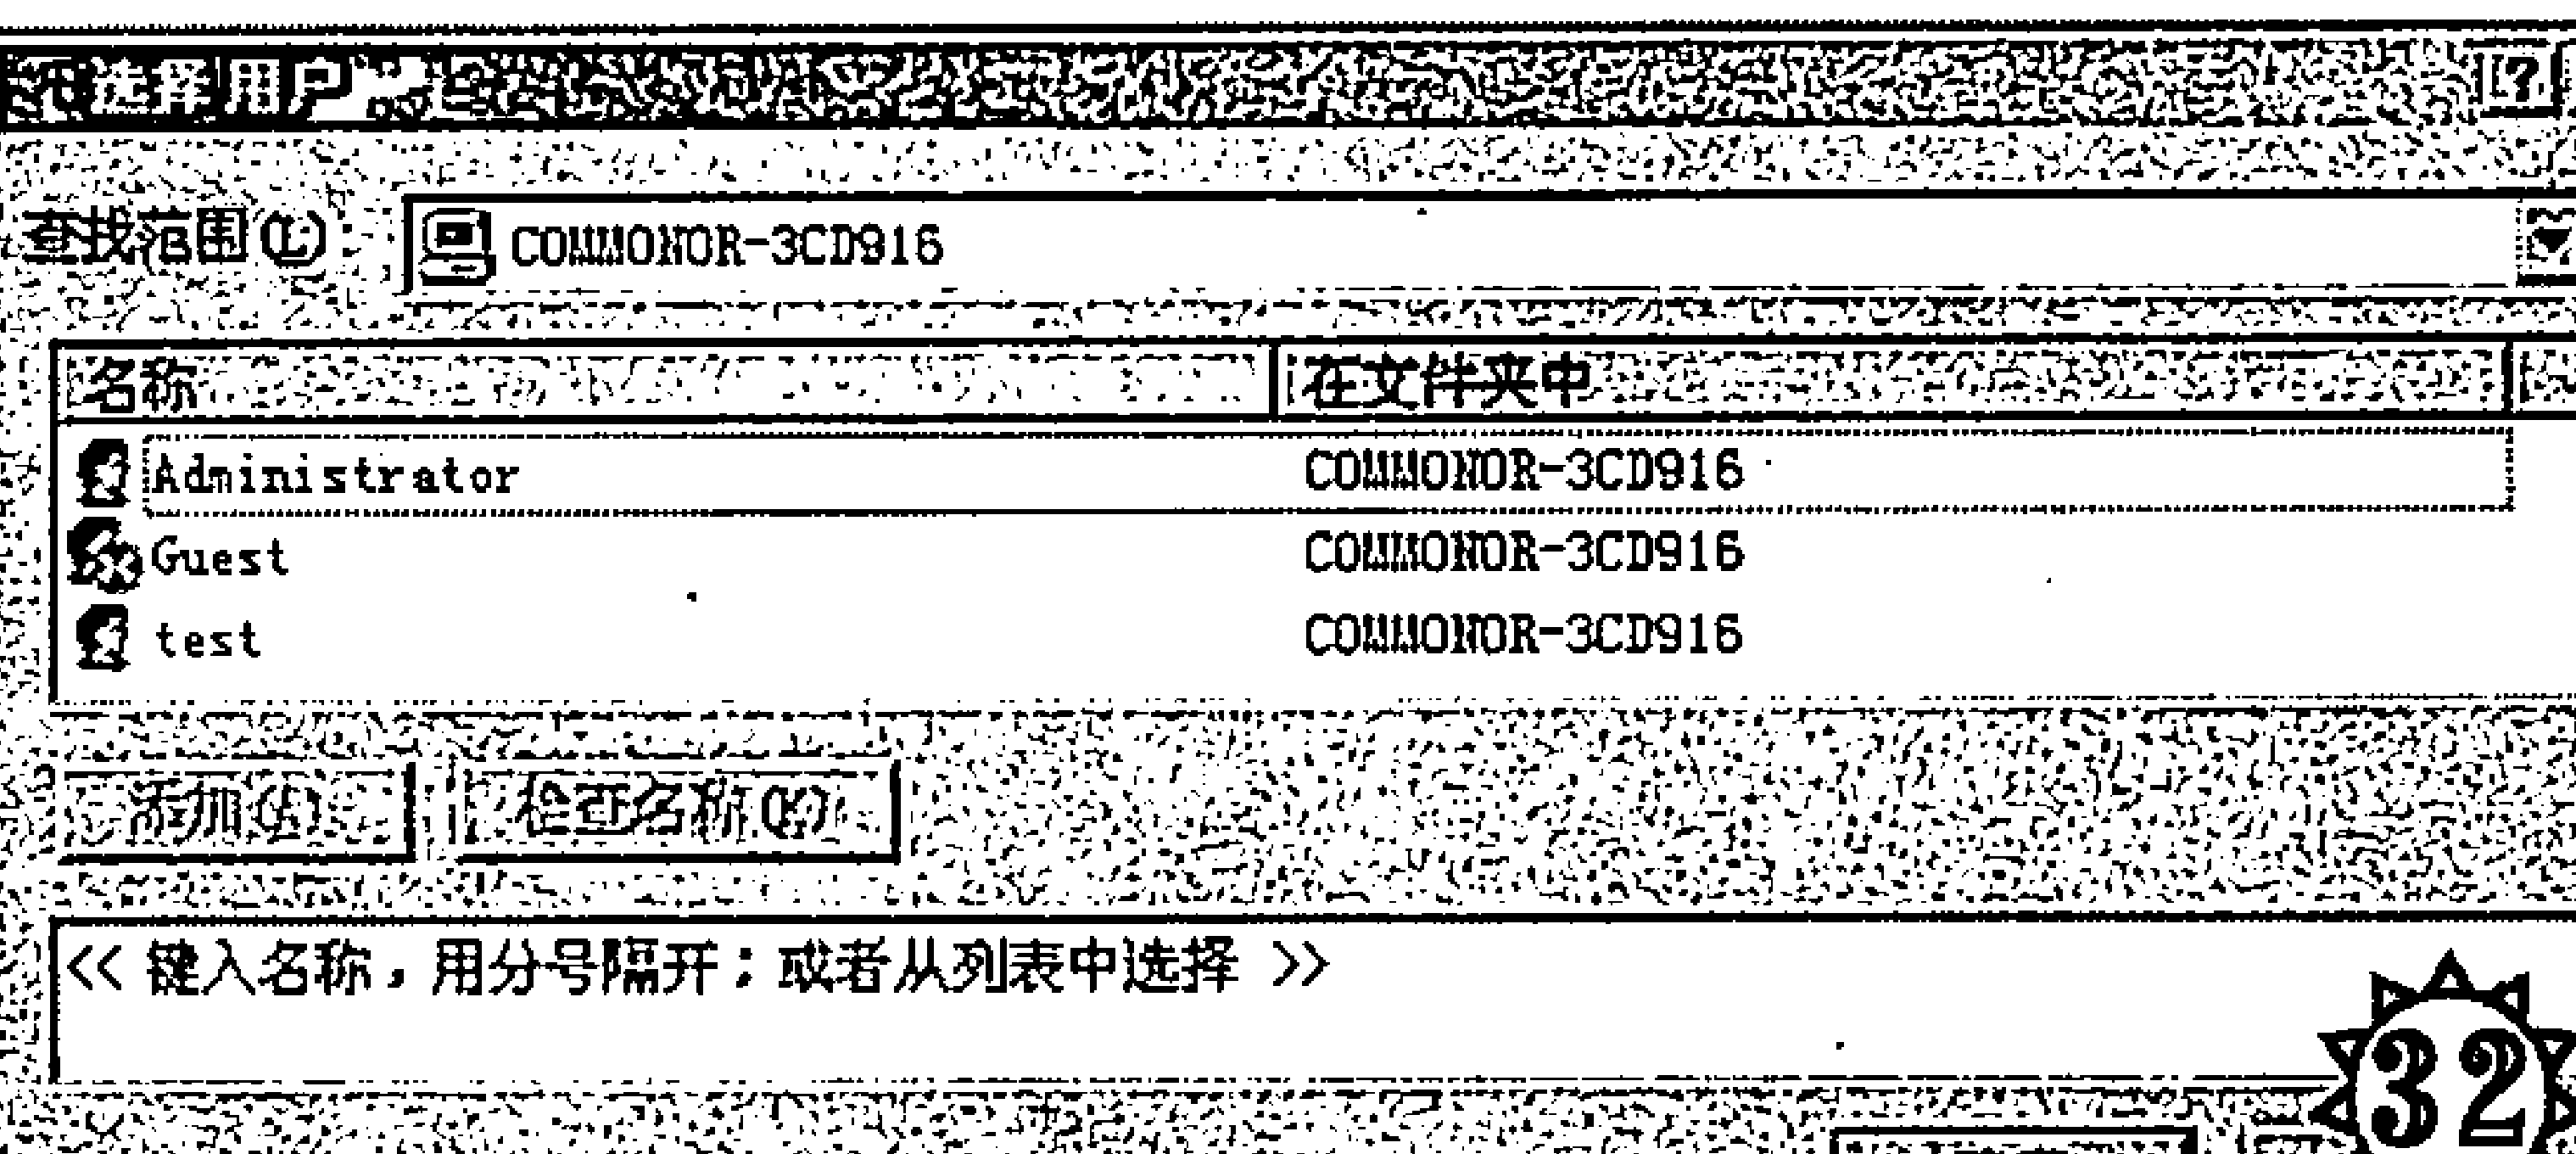 选择用户
查找范围(L): COMMONOR-3CD916
名称 在文件夹中
Administrator COMMONOR-3CD916
Guest COMMONOR-3CD916
test COMMONOR-3CD916
添加(A) 检查名称(K)
<< 键入名称，用分号隔开；或者从列表中选择 >>
32